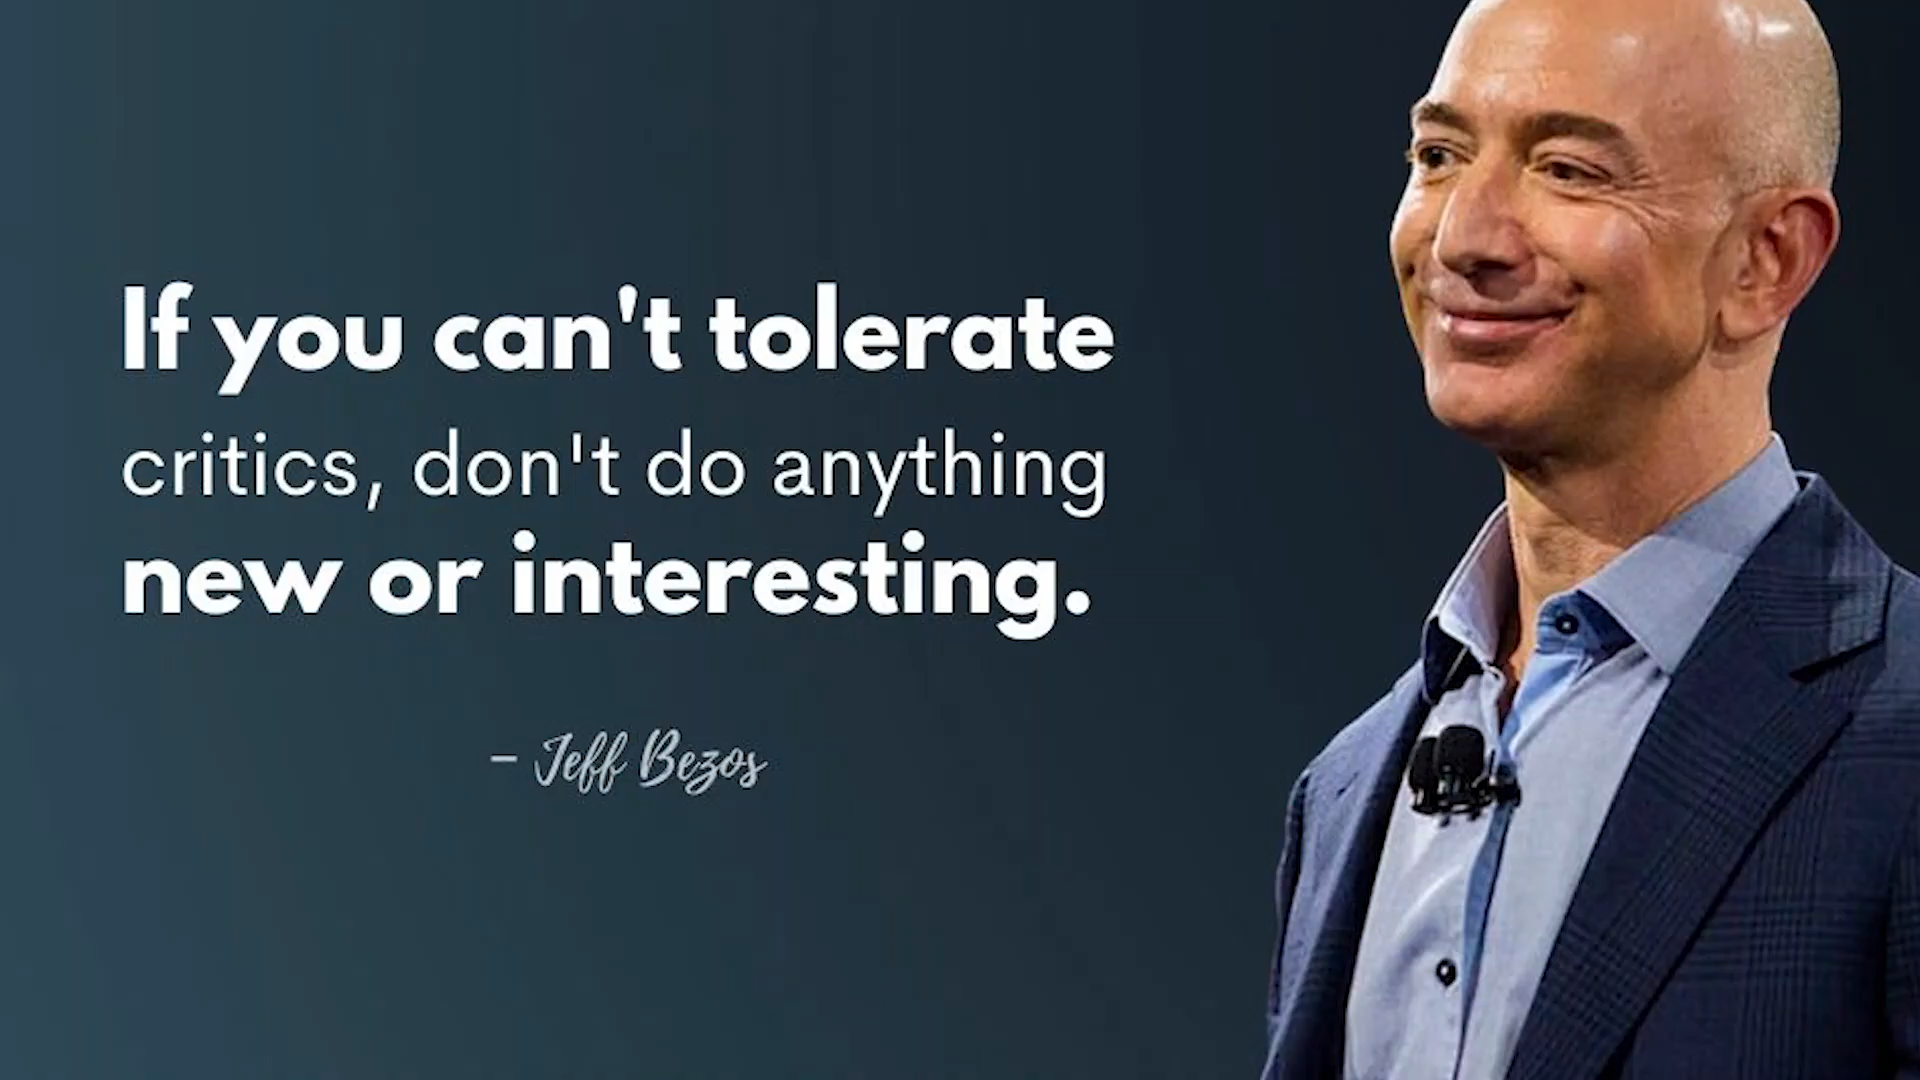 If you can't tolerate
critics, don't do anything
new or interesting.
– Jeff Bezos